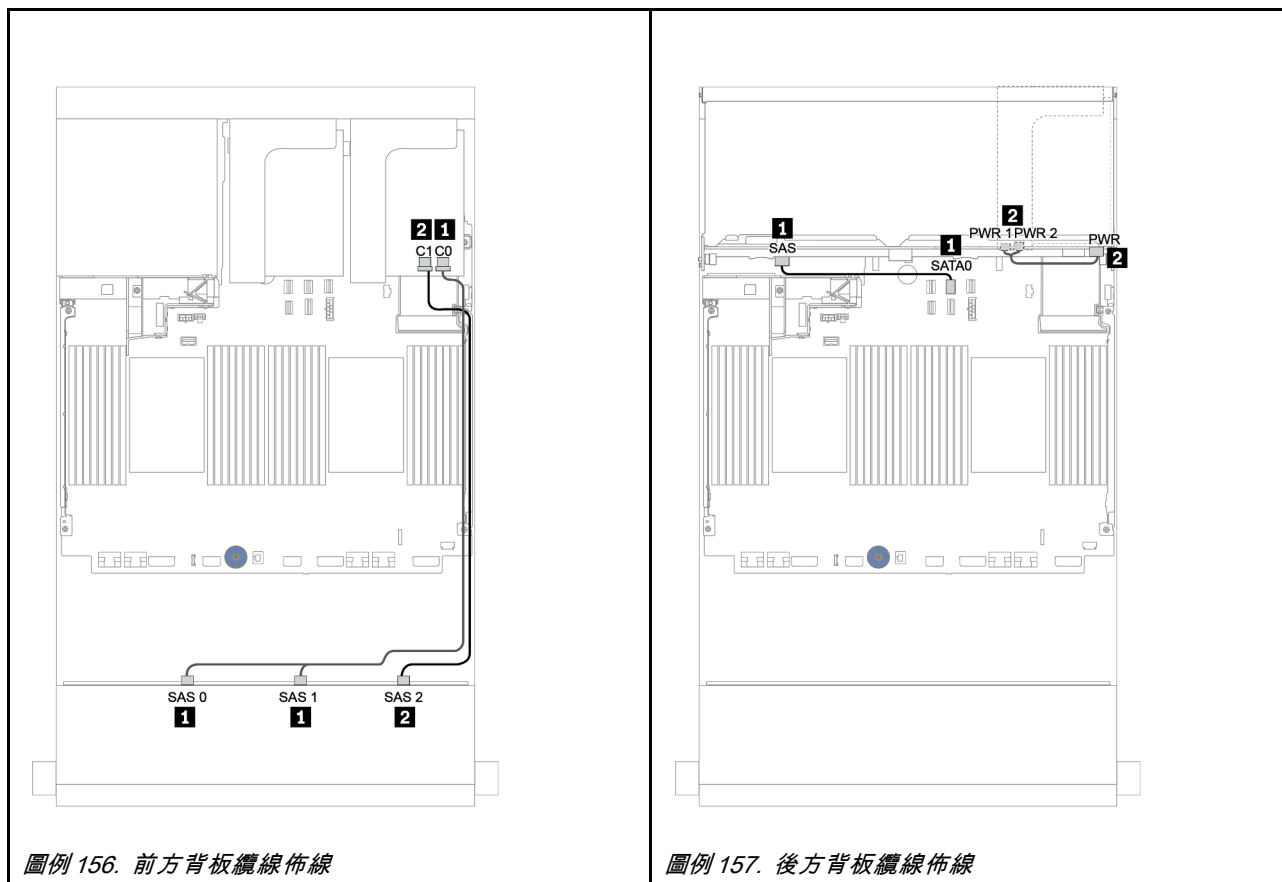 2 1
C1 C0
SAS 0
SAS 1
SAS 2
1
1
2
圖例 156. 前方背板纜線佈線
1
SAS
1
SATA0
2
PWR 1 PWR 2
PWR
2
圖例 157. 後方背板纜線佈線